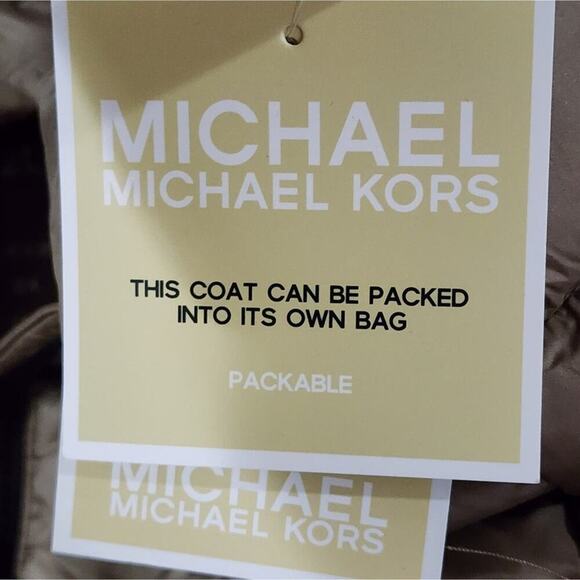 MICHAEL
MICHAEL KORS
THIS COAT CAN BE PACKED
INTO ITS OWN BAG
PACKABLE
MICHAEL
MICHAEL KORS